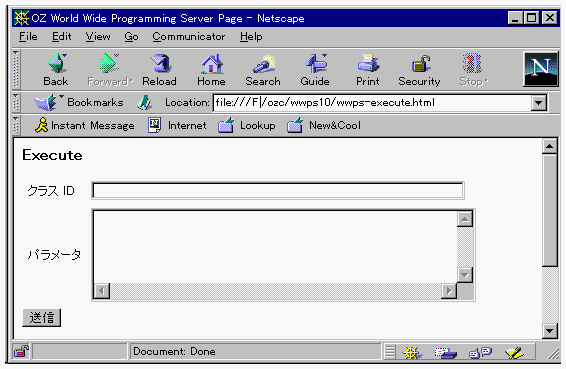 OZ World Wide Programming Server Page - Netscape
File Edit View Go Communicator Help
Back Forward Reload Home Search Guide Print Security Stop N
Bookmarks Location: file:///F|/ozc/wwps10/wwps-execute.html
Instant Message Internet Lookup New&Cool
Execute
クラス ID
パラメータ
送信
Document: Done